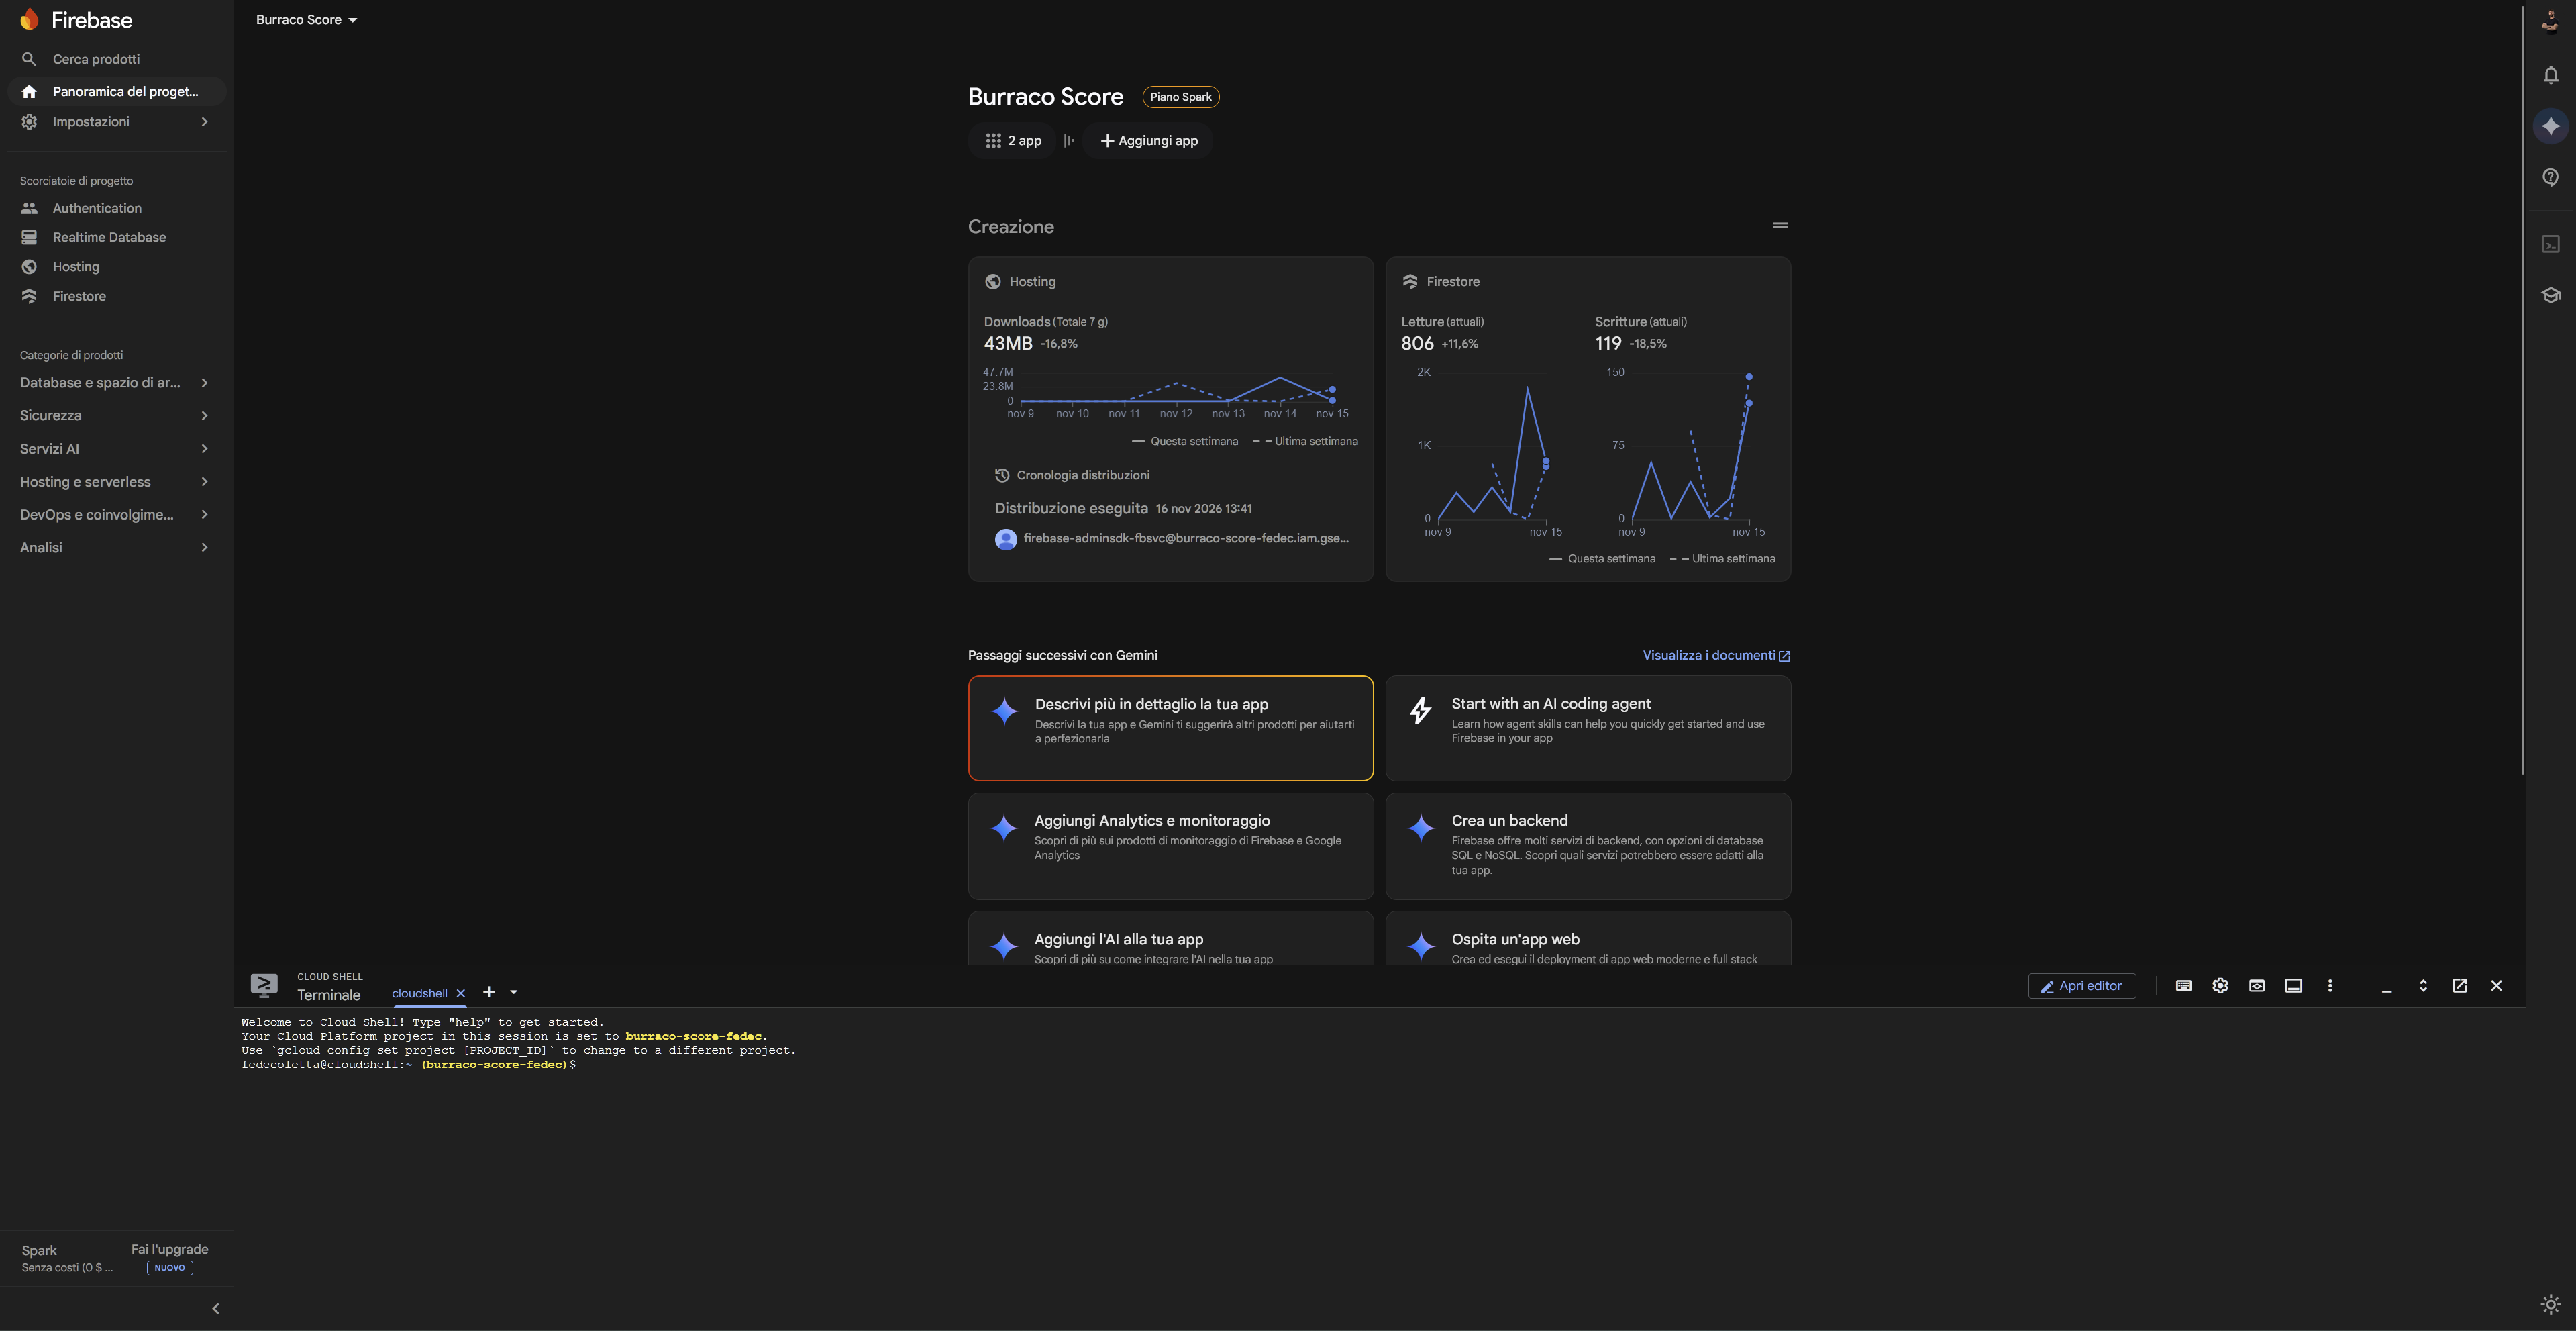 Firebase
Cerca prodotti
Panoramica del proget...
Impostazioni
Scorciatoie di progetto
Authentication
Realtime Database
Hosting
Firestore
Categorie di prodotti
Database e spazio di ar...
Sicurezza
Servizi AI
Hosting e serverless
DevOps e coinvolgime...
Analisi
Spark
Senza costi (0 $ ...
Fai l'upgrade
NUOVO
Burraco Score
Burraco Score
Piano Spark
2 app
Aggiungi app
Creazione
Hosting
Downloads (Totale 7 g)
43MB -16,8%
47.7M
23.8M
0
nov 9 nov 10 nov 11 nov 12 nov 13 nov 14 nov 15
Questa settimana Ultima settimana
Cronologia distribuzioni
Distribuzione eseguita 16 nov 2026 13:41
firebase-adminsdk-fbsvc@burraco-score-fedec.iam.gse...
Firestore
Letture (attuali)
806 +11,6%
2K
1K
0
nov 9 nov 15
Scritture (attuali)
119 -18,5%
150
75
0
nov 9 nov 15
Questa settimana Ultima settimana
Passaggi successivi con Gemini
Visualizza i documenti
Descrivi più in dettaglio la tua app
Descrivi la tua app e Gemini ti suggerirà altri prodotti per aiutarti
a perfezionarla
Start with an AI coding agent
Learn how agent skills can help you quickly get started and use
Firebase in your app
Aggiungi Analytics e monitoraggio
Scopri di più sui prodotti di monitoraggio di Firebase e Google
Analytics
Crea un backend
Firebase offre molti servizi di backend, con opzioni di database
SQL e NoSQL. Scopri quali servizi potrebbero essere adatti alla
tua app.
Aggiungi l'AI alla tua app
Scopri di più su come integrare l'AI nella tua app
Ospita un'app web
Crea ed esegui il deployment di app web moderne e full stack
CLOUD SHELL
Terminale
cloudshell
Apri editor
Welcome to Cloud Shell! Type "help" to get started.
Your Cloud Platform project in this session is set to burraco-score-fedec.
Use `gcloud config set project [PROJECT_ID]` to change to a different project.
fedecoletta@cloudshell:~ (burraco-score-fedec)$